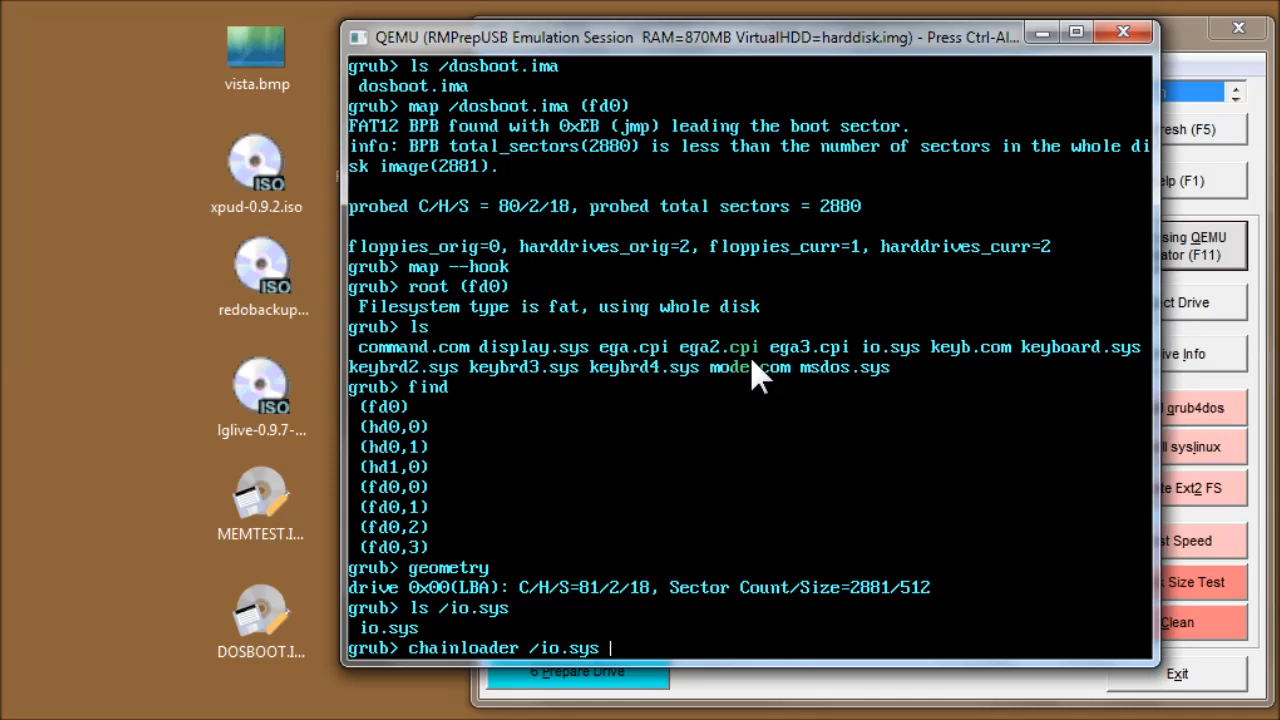 vista.bmp
xpud-0.9.2.iso
redobackup...
lglive-0.9.7-...
MEMTEST.I...
DOSBOOT.I...
ISO
ISO
ISO
QEMU (RMPrepUSB Emulation Session RAM=870MB VirtualHDD=harddisk.img) - Press Ctrl-Al...
grub> ls /dosboot.ima
dosboot.ima
grub> map /dosboot.ima (fd0)
FAT12 BPB found with 0xEB (jmp) leading the boot sector.
info: BPB total_sectors(2880) is less than the number of sectors in the whole di
sk image(2881).
probed C/H/S = 80/2/18, probed total sectors = 2880
floppies_orig=0, harddrives_orig=2, floppies_curr=1, harddrives_curr=2
grub> map --hook
grub> root (fd0)
Filesystem type is fat, using whole disk
grub> ls
command.com display.sys ega.cpi ega2.cpi ega3.cpi io.sys keyb.com keyboard.sys
keybrd2.sys keybrd3.sys keybrd4.sys mode.com msdos.sys
grub> find
(fd0)
(hd0,0)
(hd0,1)
(hd1,0)
(fd0,0)
(fd0,1)
(fd0,2)
(fd0,3)
grub> geometry
drive 0x00(LBA): C/H/S=81/2/18, Sector Count/Size=2881/512
grub> ls /io.sys
io.sys
grub> chainloader /io.sys
resh (F5)
elp (F1)
sing QEMU
ator (F11)
ect Drive
ive Info
grub4dos
ll syslinux
te Ext2 FS
st Speed
k Size Test
Clean
6 Prepare Drive
Exit